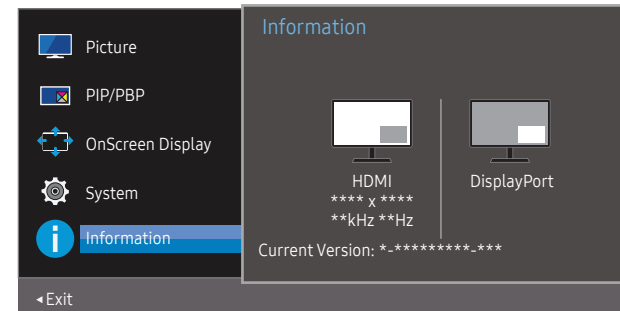 Picture
PIP/PBP
OnScreen Display
System
Information
Information
HDMI
**** x ****
**kHz **Hz
DisplayPort
Current Version: *-*********-***
◂Exit